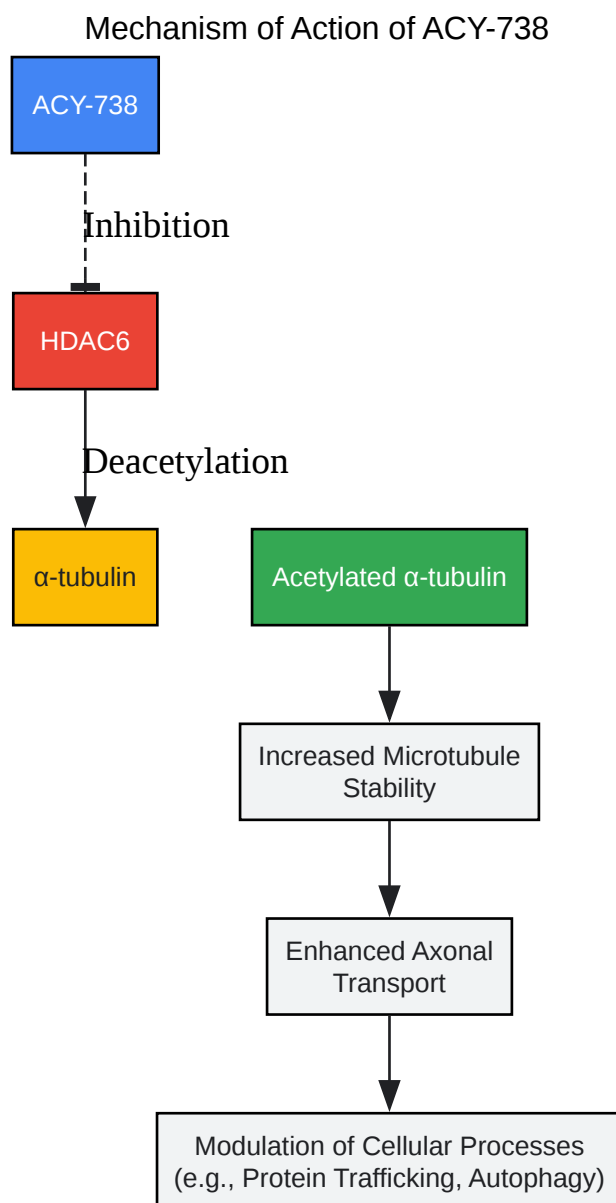 Mechanism of Action of ACY-738
ACY-738
Inhibition
HDAC6
Deacetylation
α-tubulin
Acetylated α-tubulin
Increased Microtubule
Stability
Enhanced Axonal
Transport
Modulation of Cellular Processes
(e.g., Protein Trafficking, Autophagy)